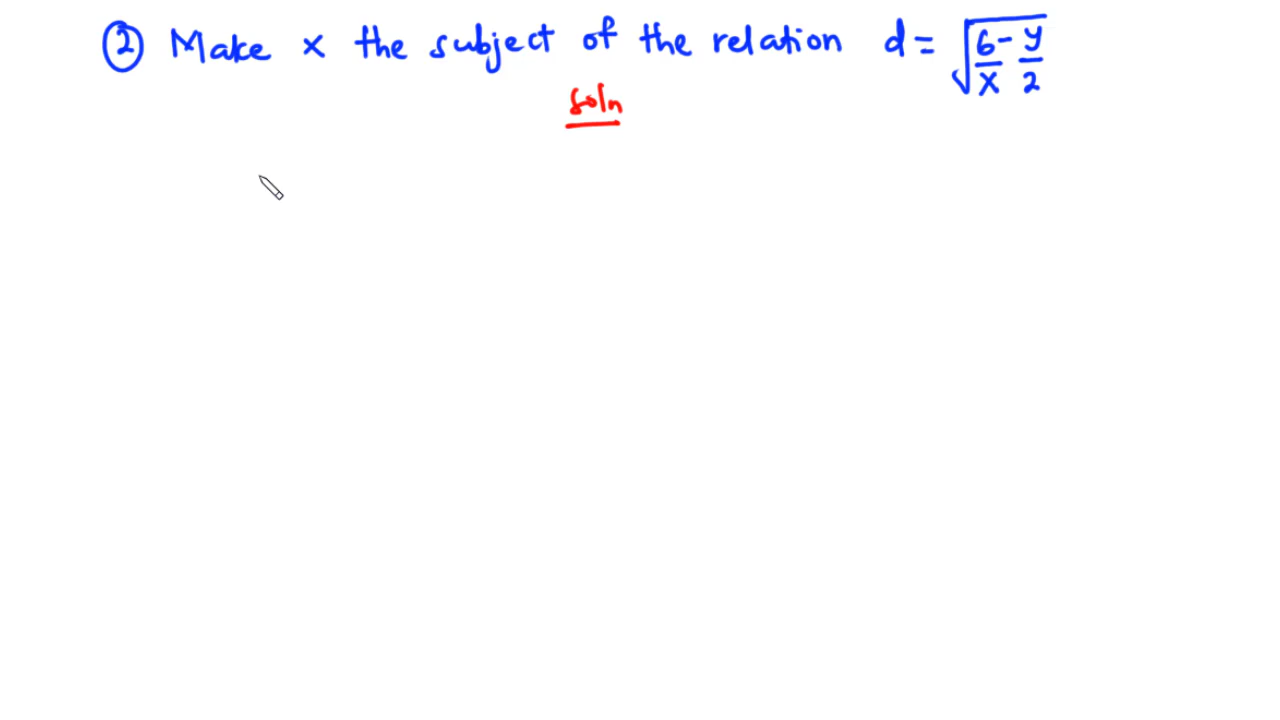 ② Make x the subject of the relation d = √(6/x - y/2)
soln